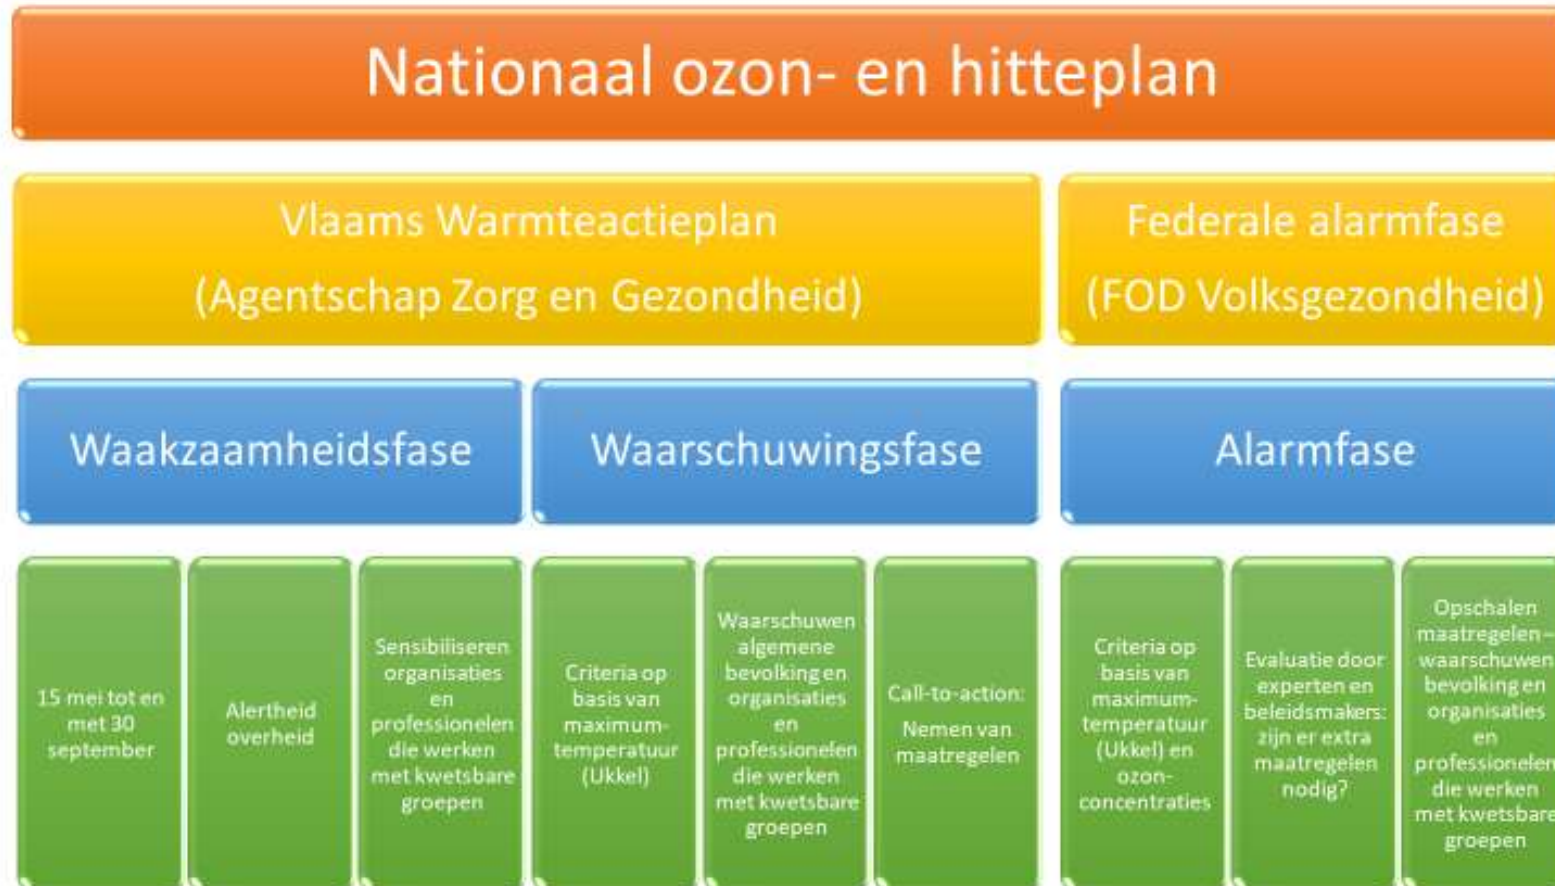 Nationaal ozon- en hitteplan
Vlaams Warmteactieplan
(Agentschap Zorg en Gezondheid)
Federale alarmfase
(FOD Volksgezondheid)
Waakzaamheidsfase
Waarschuwingsfase
Alarmfase
15 mei tot en
met 30
september
Alertheid
overheid
Sensibiliseren
organisaties
en
professionelen
die werken
met kwetsbare
groepen
Criteria op
basis van
maximum-
temperatuur
(Ukkel)
Waarschuwen
algemene
bevolking en
organisaties
en
professionelen
die werken
met kwetsbare
groepen
Call-to-action:
Nemen van
maatregelen
Criteria op
basis van
maximum-
temperatuur
(Ukkel) en
ozon-
concentraties
Evaluatie door
experten en
beleidsmakers:
zijn er extra
maatregelen
nodig?
Opschalen
maatregelen –
waarschuwen
bevolking en
organisaties
en
professionelen
die werken
met kwetsbare
groepen